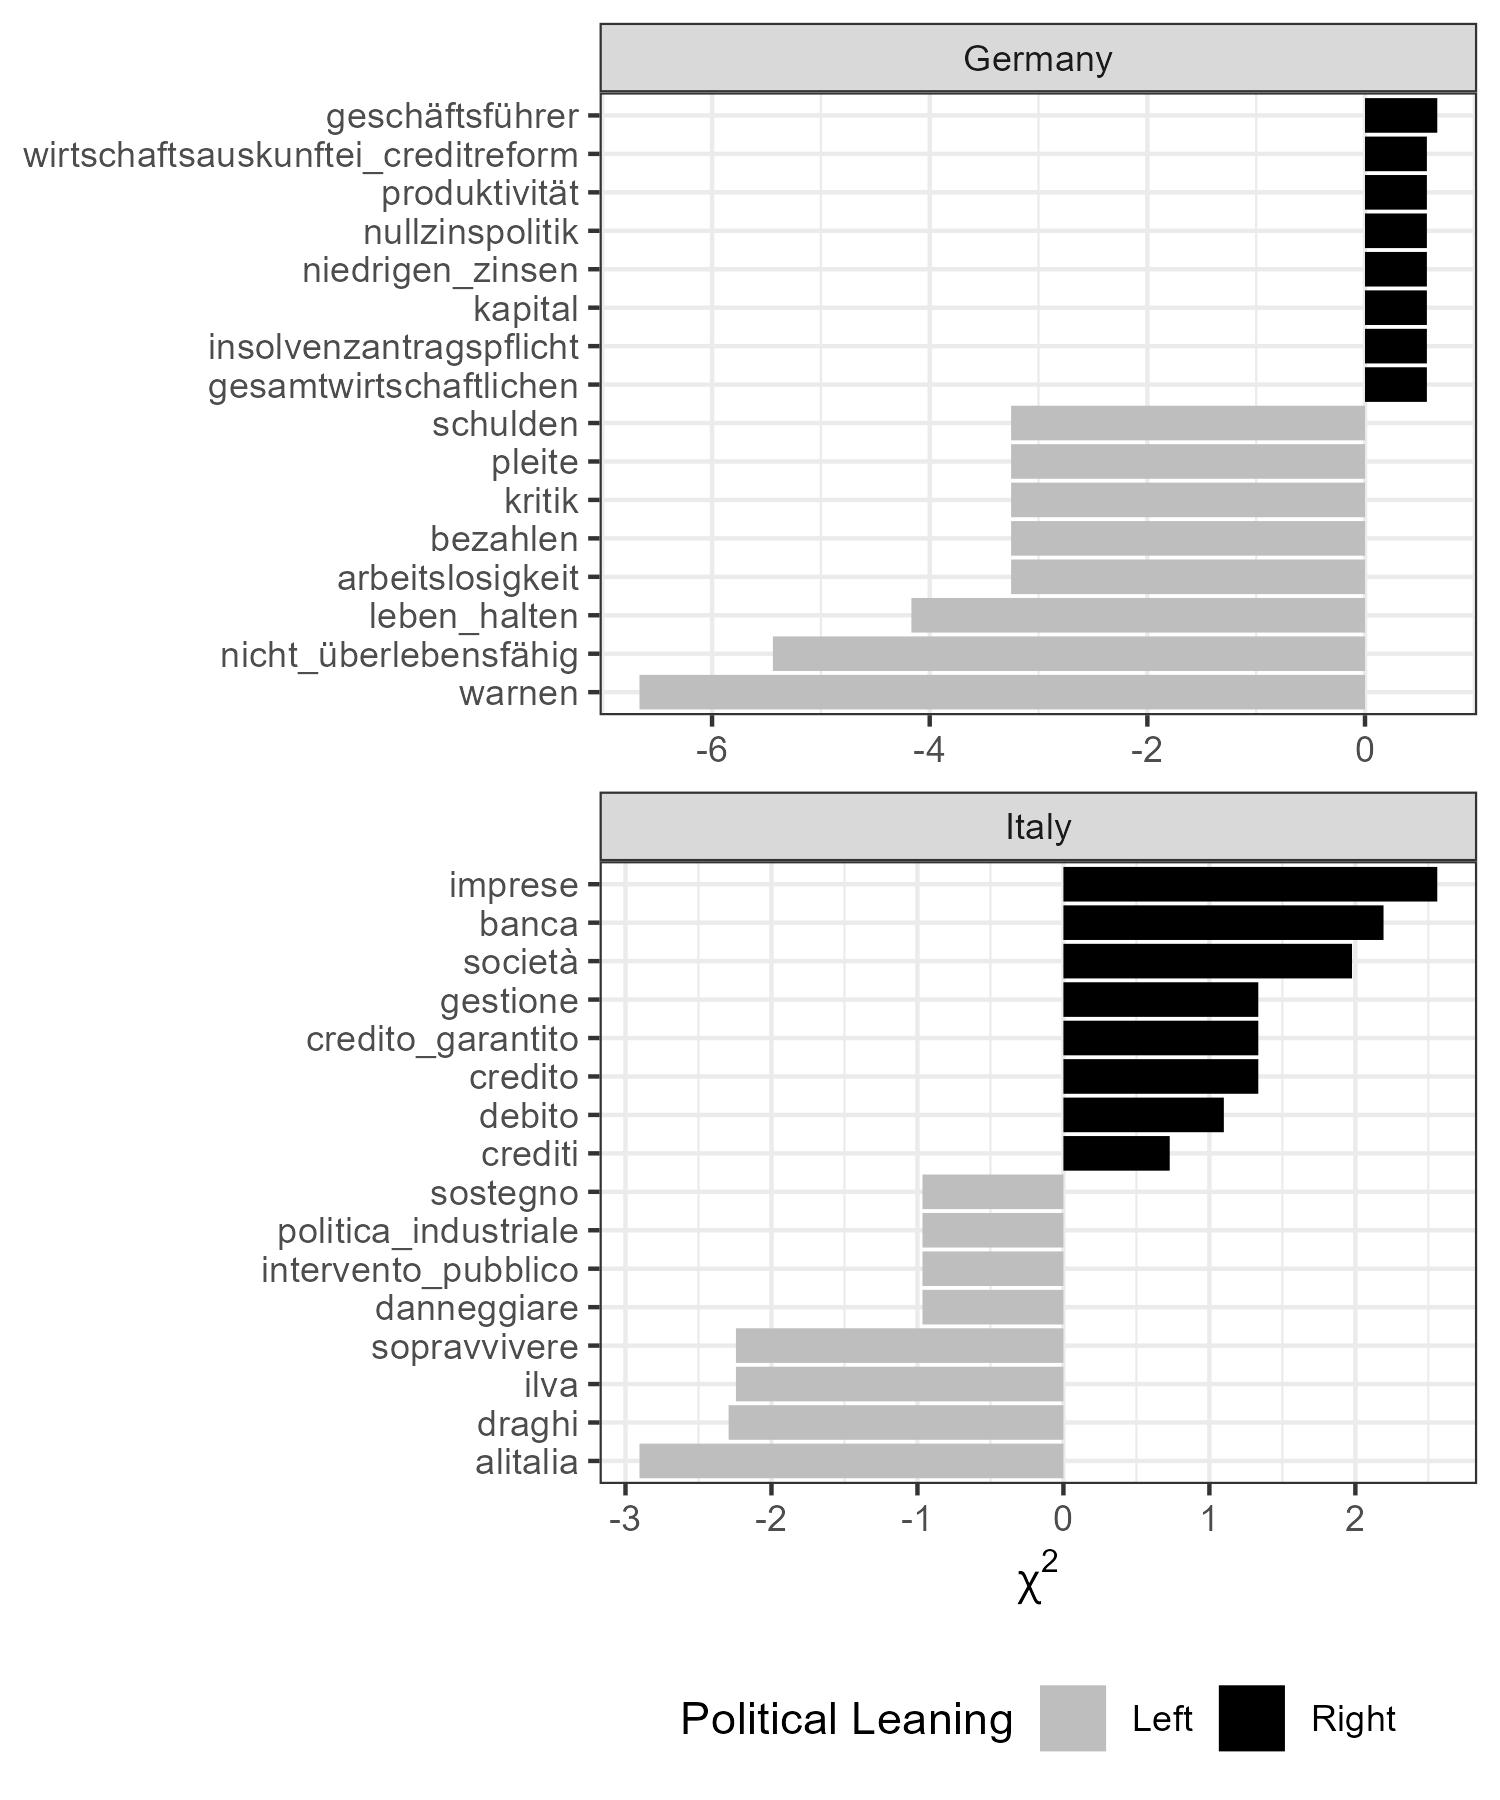 Germany
geschäftsführer
wirtschaftsauskunftei_creditreform
produktivität
nullzinspolitik
niedrigen_zinsen
kapital
insolvenzantragspflicht
gesamtwirtschaftlichen
schulden
pleite
kritik
bezahlen
arbeitslosigkeit
leben_halten
nicht_überlebensfähig
warnen
-6 -4 -2 0
Italy
imprese
banca
società
gestione
credito_garantito
credito
debito
crediti
sostegno
politica_industriale
intervento_pubblico
danneggiare
sopravvivere
ilva
draghi
alitalia
-3 -2 -1 0 1 2
χ²
Political Leaning Left Right